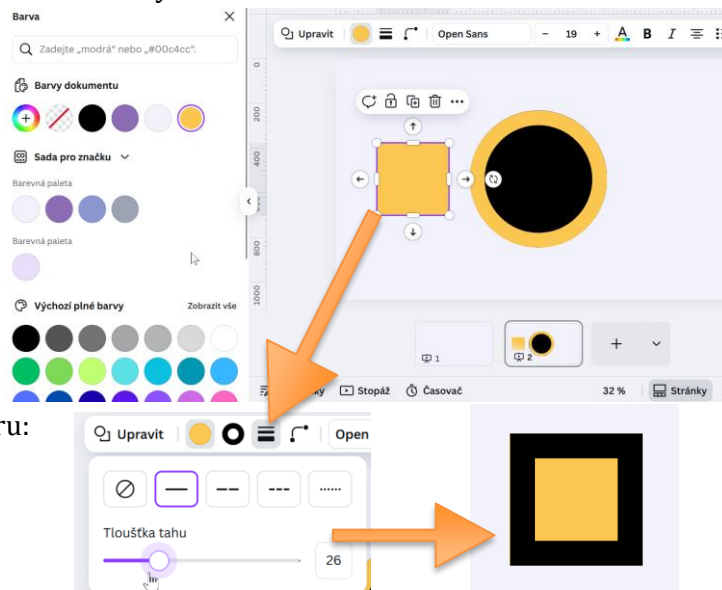 Barva
Zadejte „modrá" nebo „#00c4cc".
Barvy dokumentu
Sada pro značku
Barevná paleta
Barevná paleta
Výchozí plné barvy Zobrazit vše
Upravit Open Sans - 19 + A B I
0
200
400
800
1000
1
2
Stopáž Časovač 32 % Stránky
ru:
Upravit Open
Tloušťka tahu
26